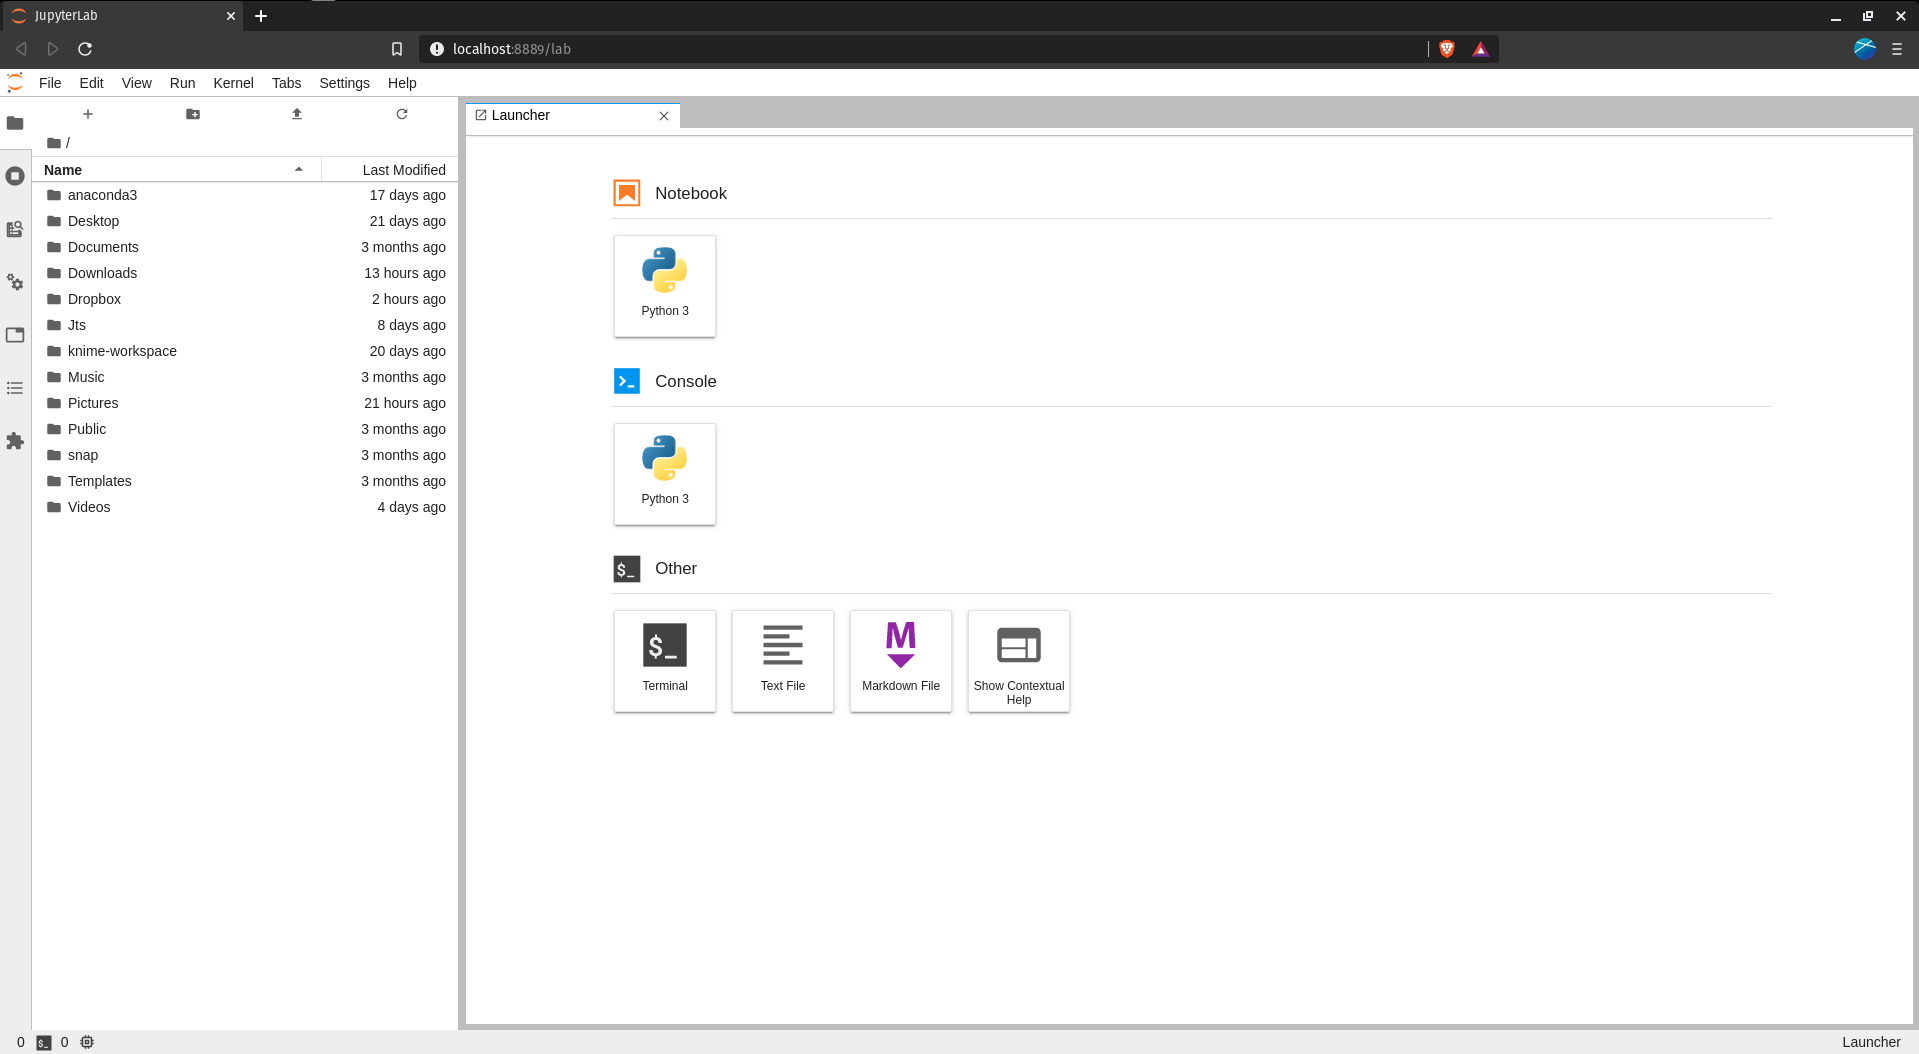 JupyterLab
localhost:8889/lab
File Edit View Run Kernel Tabs Settings Help
Launcher
/
Name Last Modified
anaconda3 17 days ago
Desktop 21 days ago
Documents 3 months ago
Downloads 13 hours ago
Dropbox 2 hours ago
Jts 8 days ago
knime-workspace 20 days ago
Music 3 months ago
Pictures 21 hours ago
Public 3 months ago
snap 3 months ago
Templates 3 months ago
Videos 4 days ago
Notebook
Python 3
Console
Python 3
$_ Other
$_
M
Terminal Text File Markdown File Show Contextual
Help
0 $_ 0 Launcher